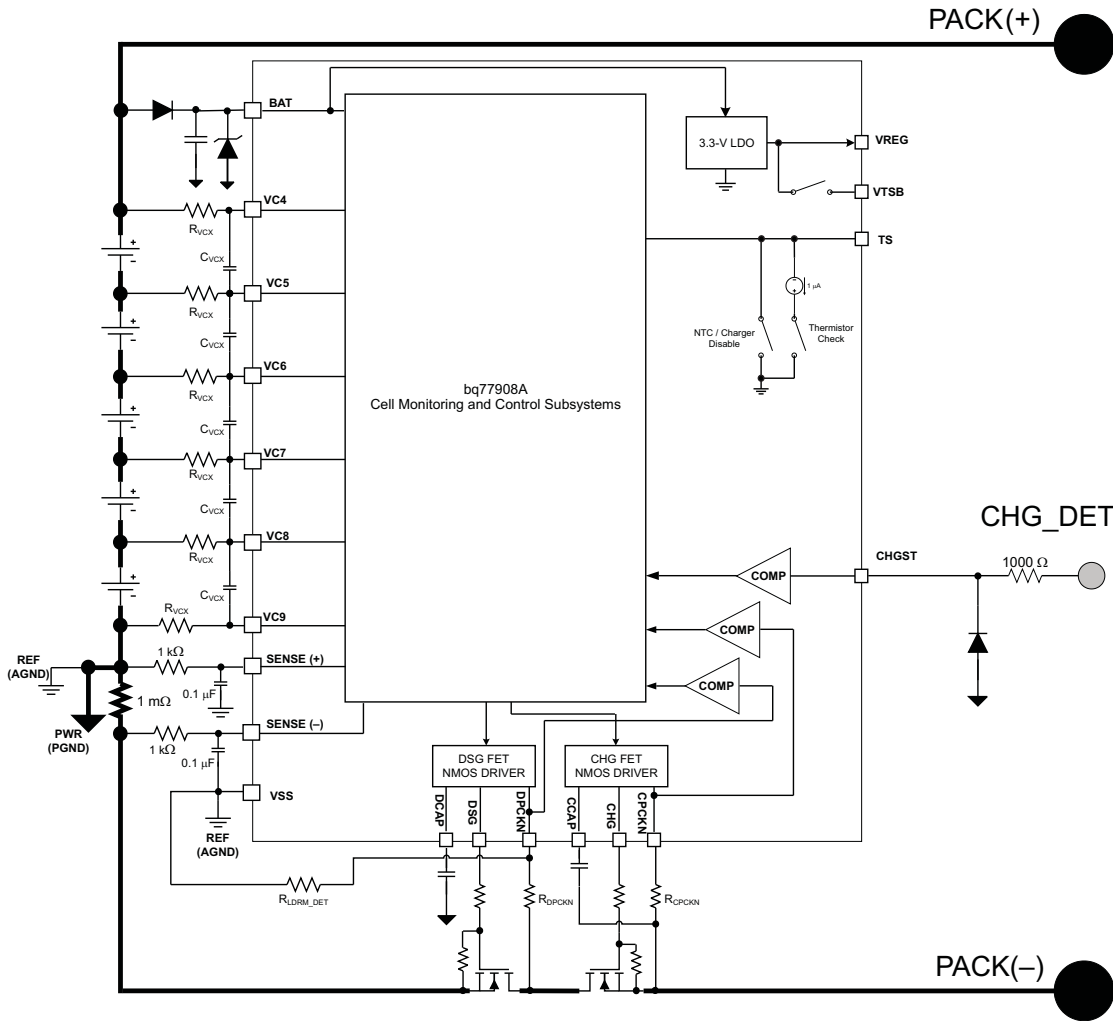 PACK(+)
BAT
3.3-V LDO
VREG
VTSB
VC4
RVCX
TS
+
-
CVCX
VC5
RVCX
1 μA
+
-
CVCX
NTC / Charger
Disable
Thermistor
Check
VC6
RVCX
bq77908A
Cell Monitoring and Control Subsystems
+
-
CVCX
VC7
RVCX
+
-
CVCX
CHG_DET
VC8
RVCX
CHGST
1000 Ω
COMP
+
-
CVCX
RVCX
VC9
COMP
REF
(AGND)
1 kΩ
SENSE (+)
COMP
0.1 μF
1 mΩ
PWR
(PGND)
SENSE (–)
1 kΩ
0.1 μF
DSG FET
NMOS DRIVER
CHG FET
NMOS DRIVER
VSS
DCAP
DSG
DPCKN
CCAP
CHG
CPCKN
REF
(AGND)
RLDRM_DET
RDPCKN
RCPCKN
PACK(–)